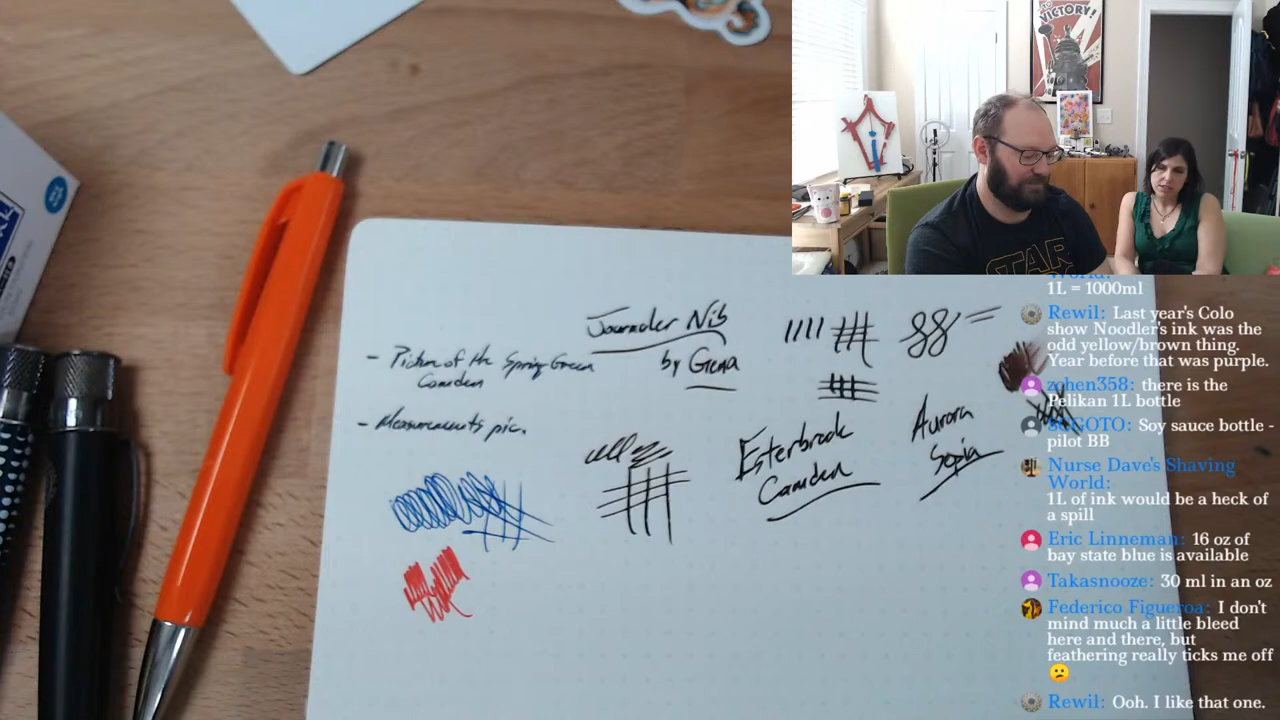 VICTORY!
STAR
Journaler Nib
by Gena
- Picture of the Spring Green
Camden
- Measurements pic.
Esterbrook
Camden
Aurora
Sepia
World:
1L = 1000ml
Rewil: Last year's Colo
show Noodler's ink was the
odd yellow/brown thing.
Year before that was purple.
zohen358: there is the
Pelikan 1L bottle
SOGOTO: Soy sauce bottle -
pilot BB
Nurse Dave's Shaving
World:
1L of ink would be a heck of
a spill
Eric Linneman: 16 oz of
bay state blue is available
Takasnooze: 30 ml in an oz
Federico Figueroa: I don't
mind much a little bleed
here and there, but
feathering really ticks me off
😕
Rewil: Ooh. I like that one.